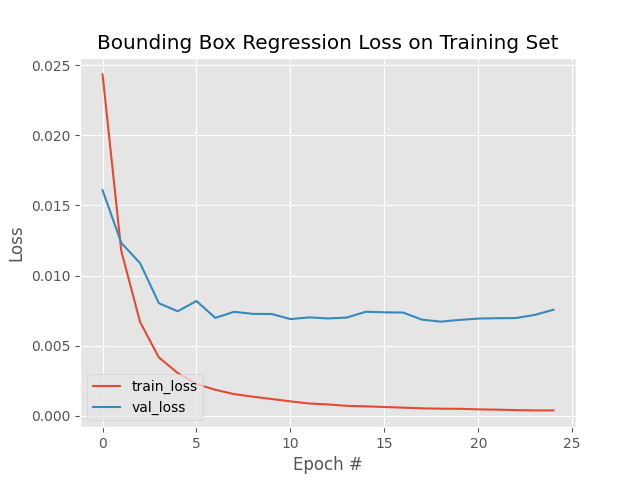 Bounding Box Regression Loss on Training Set
0.025
0.020
0.015
0.010
0.005
0.000
Loss
train_loss
val_loss
0 5 10 15 20 25
Epoch #